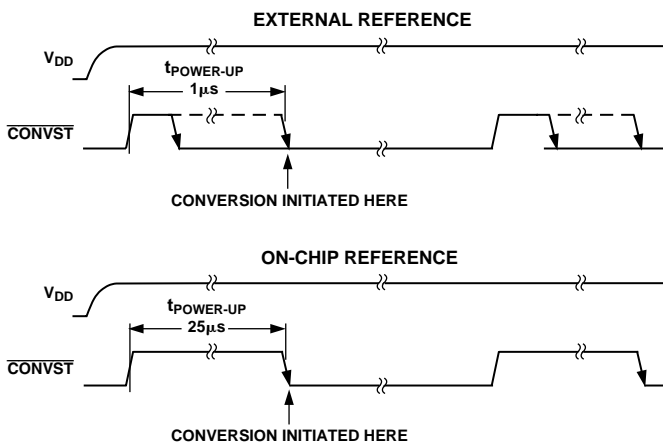 EXTERNAL REFERENCE
VDD
tPOWER-UP
1µs
CONVST
CONVERSION INITIATED HERE
ON-CHIP REFERENCE
VDD
tPOWER-UP
25µs
CONVST
CONVERSION INITIATED HERE